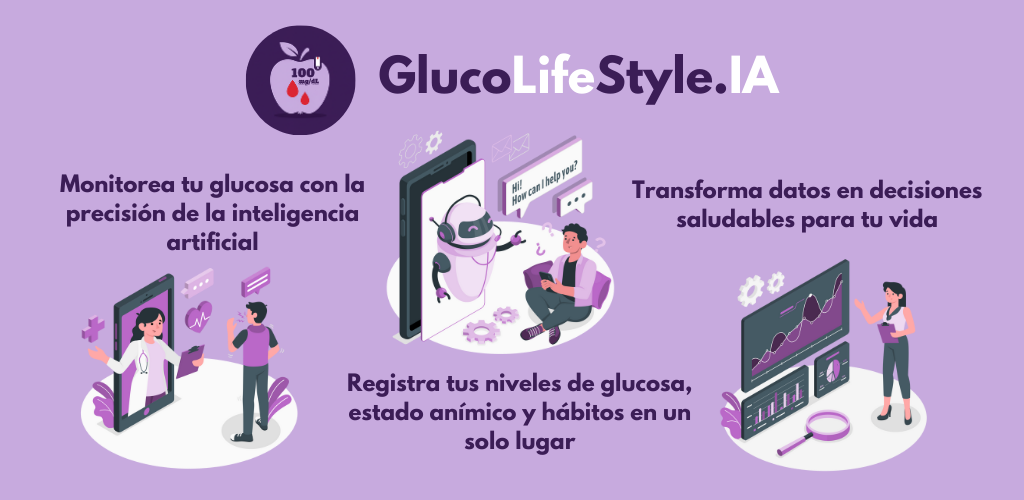 100
mg/dL
GlucoLifeStyle.IA
Monitorea tu glucosa con la
precisión de la inteligencia
artificial
Hi!
How can I help you?
Transforma datos en decisiones
saludables para tu vida
Registra tus niveles de glucosa,
estado anímico y hábitos en un
solo lugar